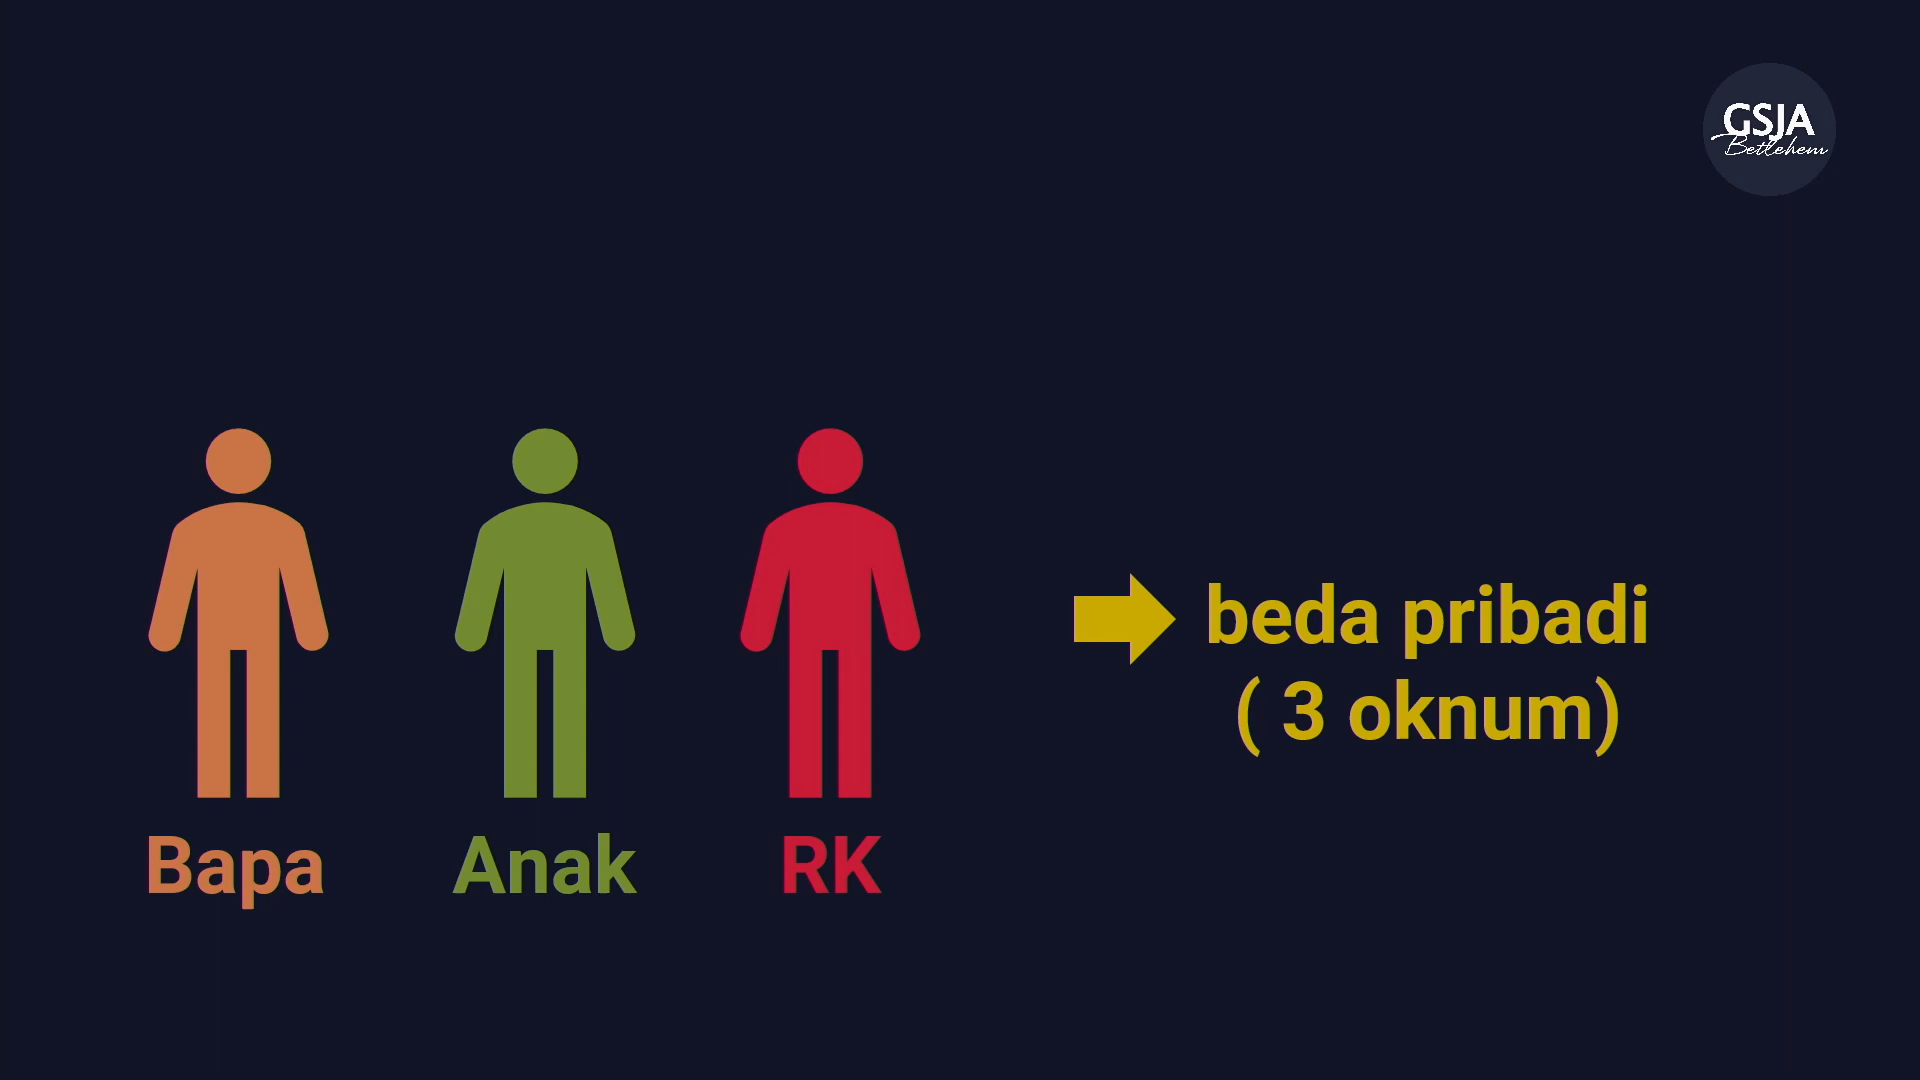 GSJA
Betlehem
beda pribadi
( 3 oknum)
Bapa
Anak
RK